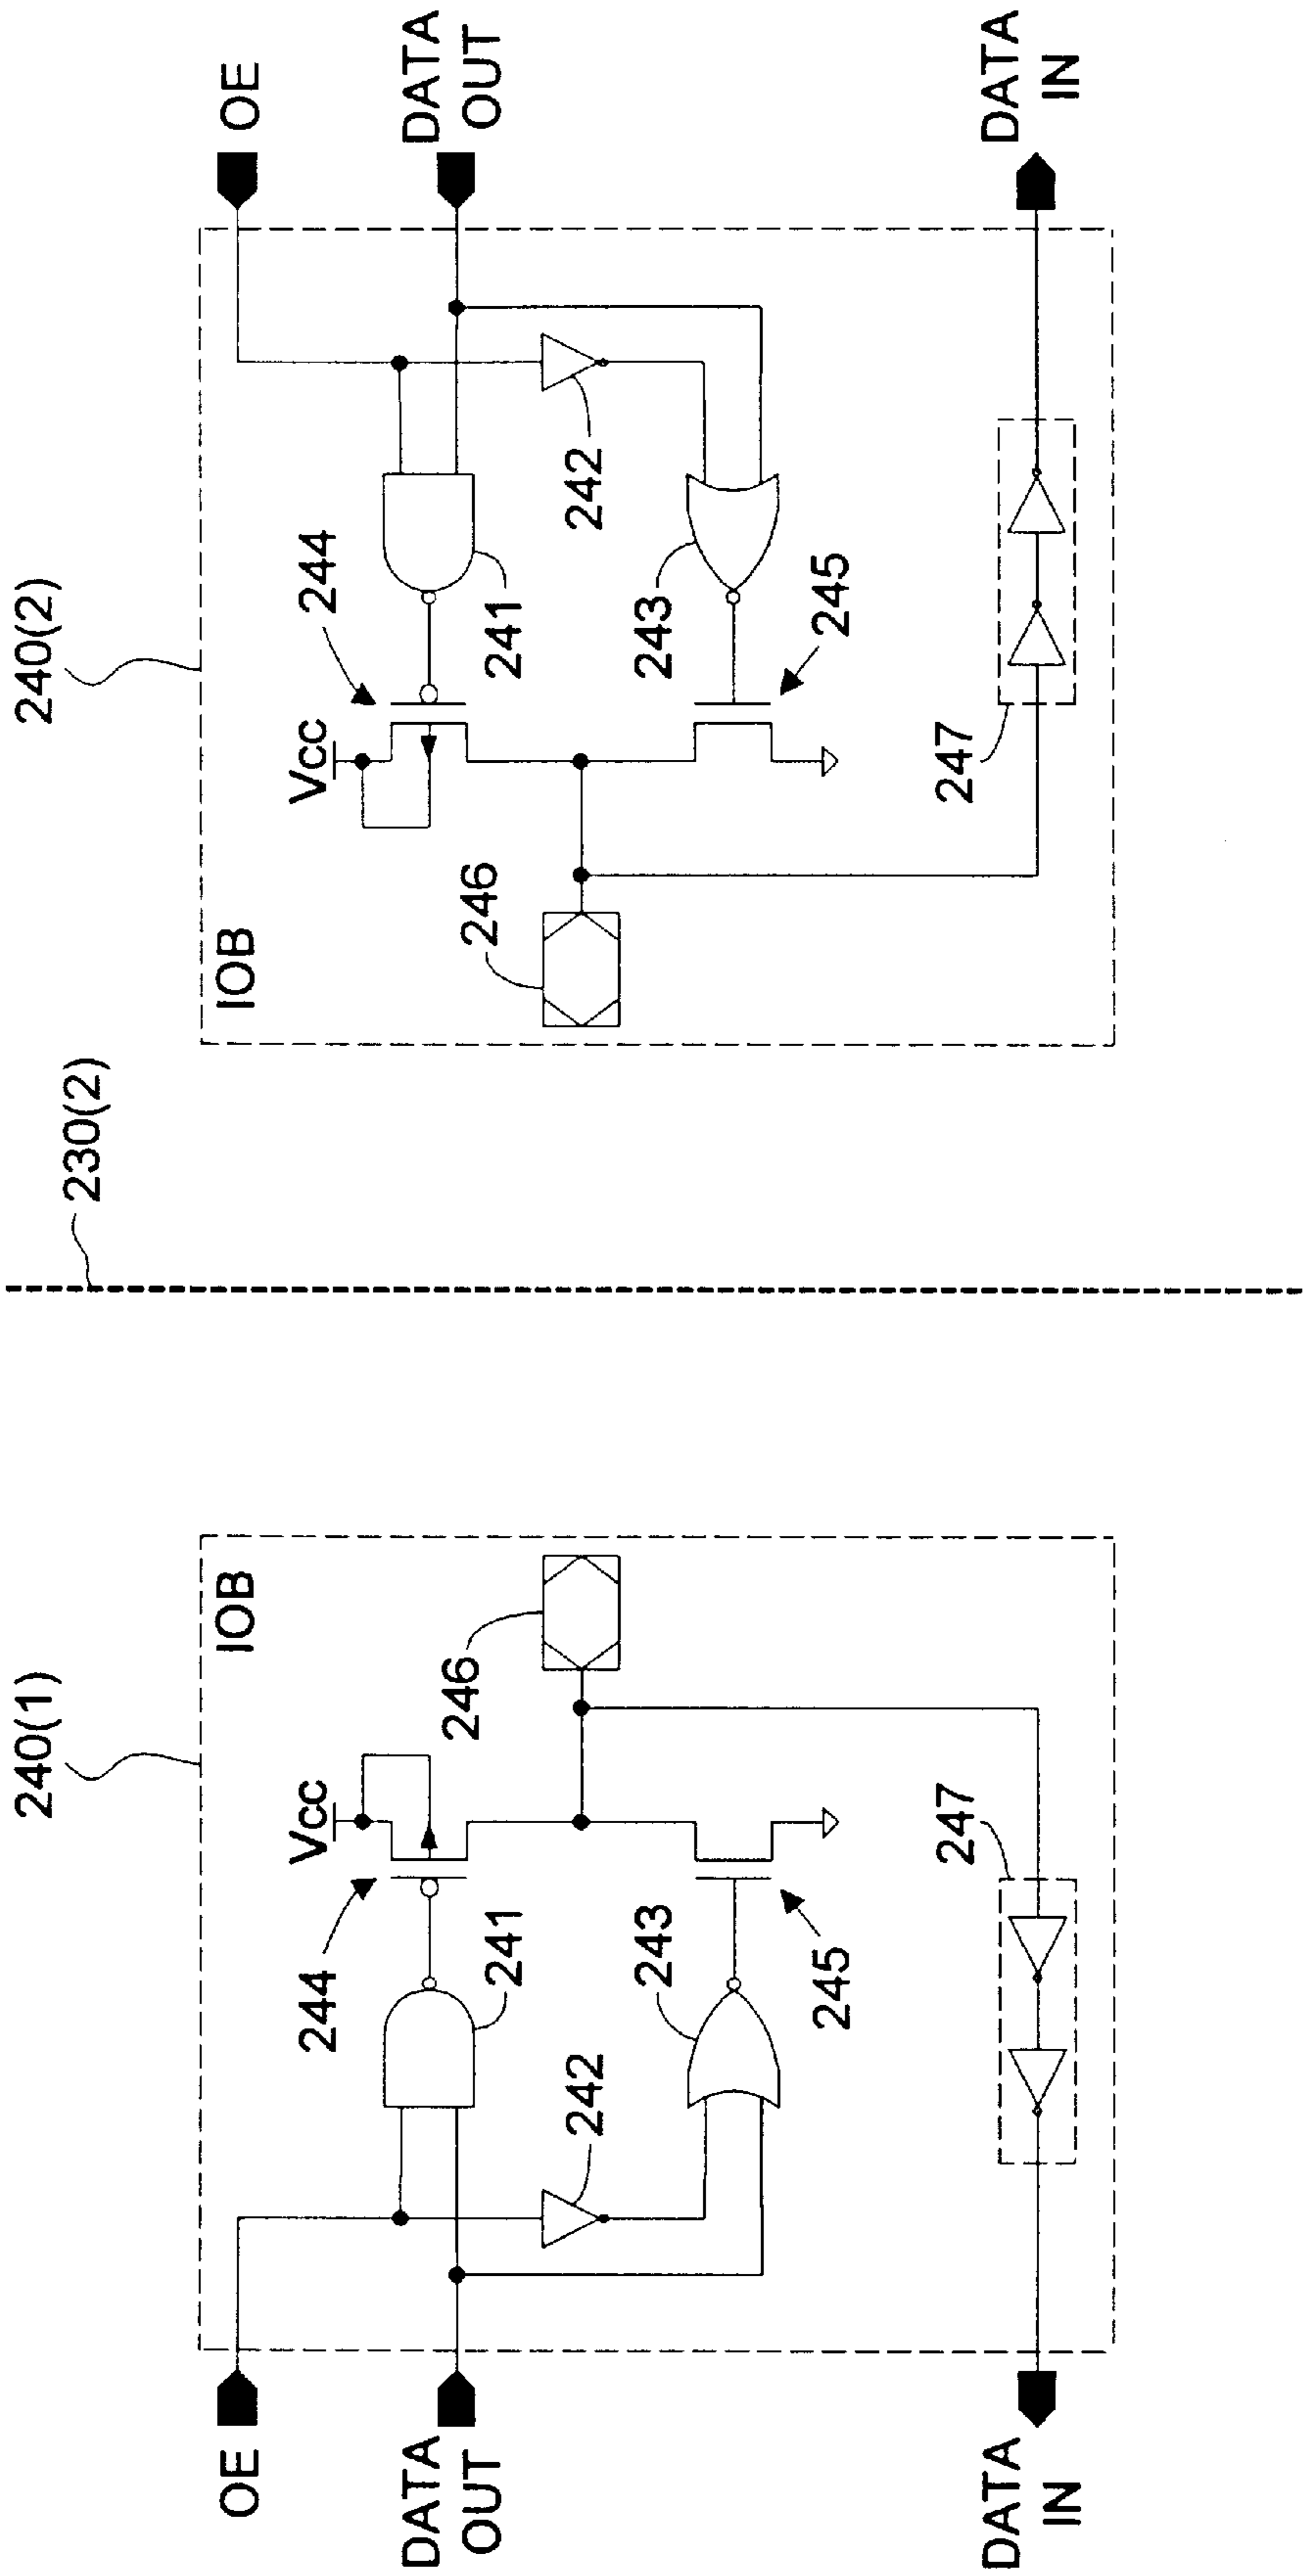 240(1)
230(2)
240(2)
IOB
IOB
OE
OE
Vcc
Vcc
244
244
DATA
OUT
DATA
OUT
246
246
241
241
242
242
243
243
245
245
247
247
DATA
IN
DATA
IN